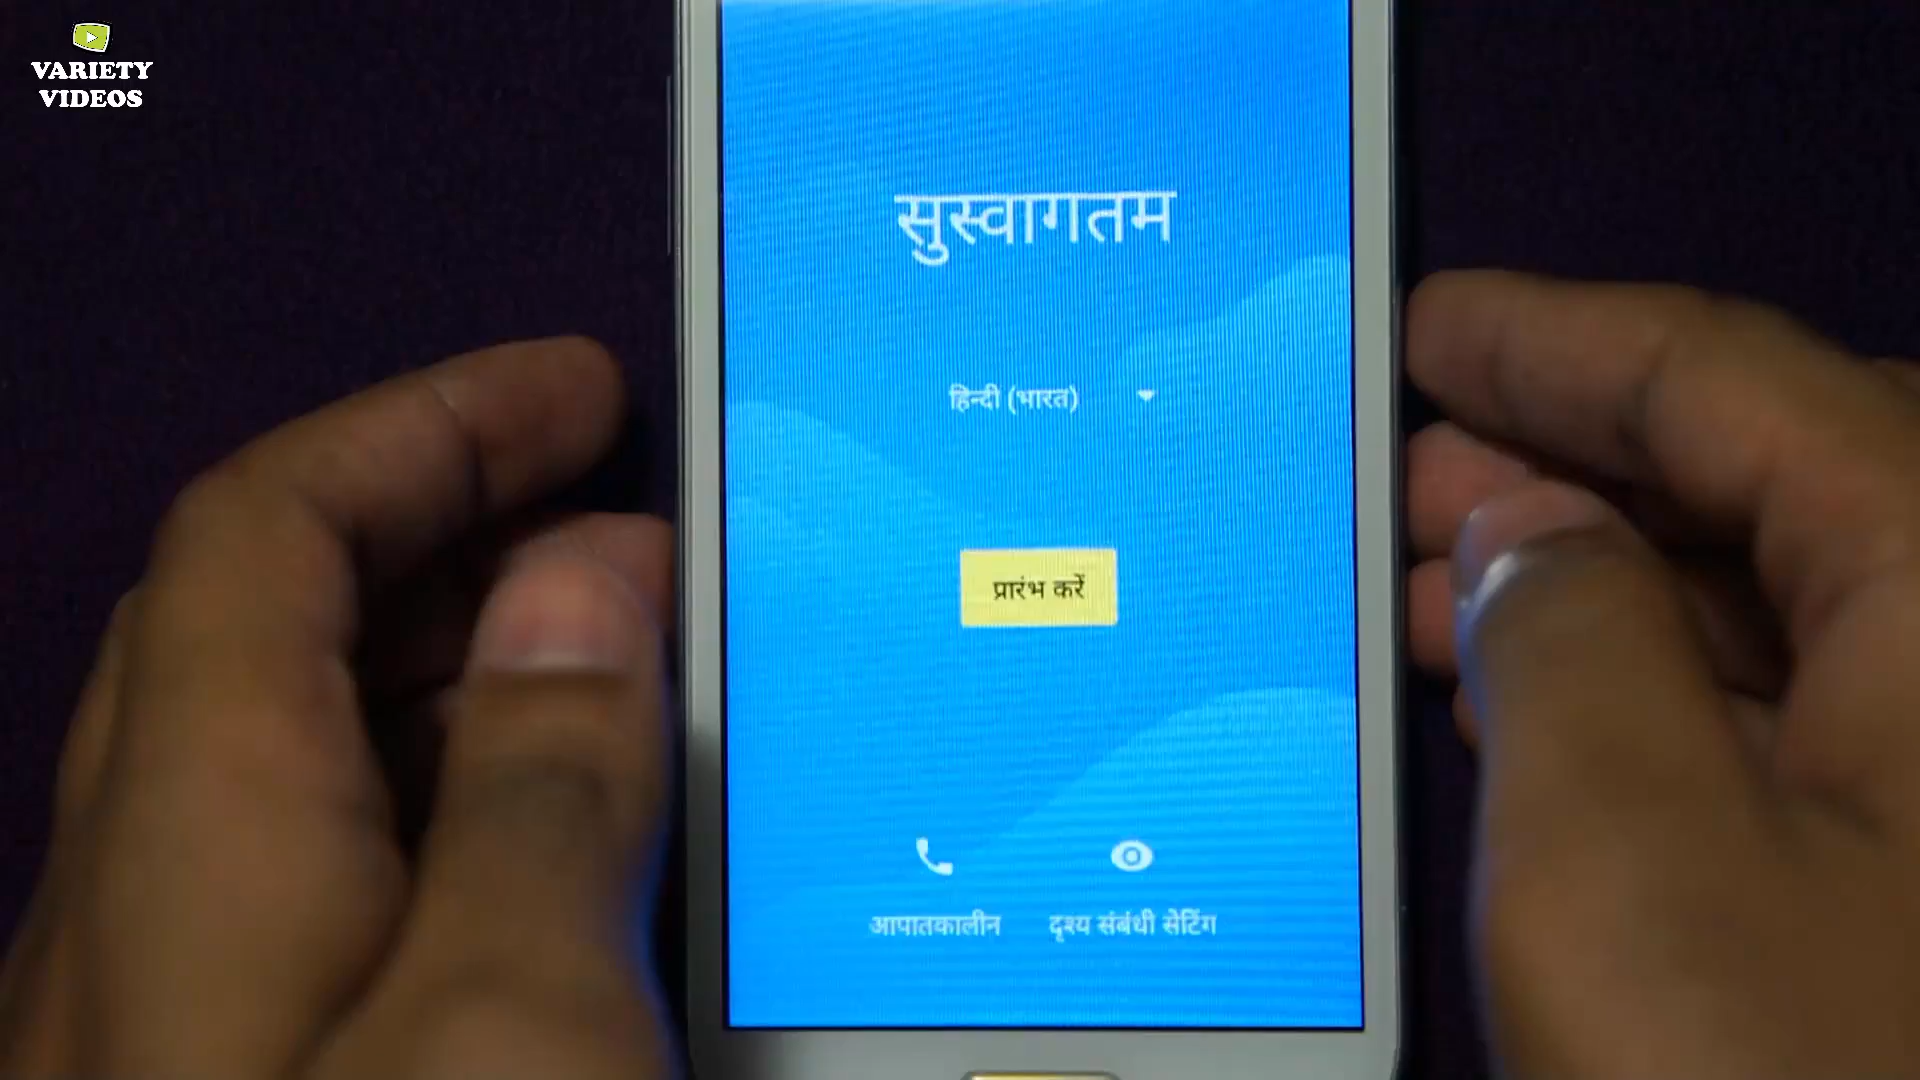 VARIETY
VIDEOS
सुस्वागतम
हिन्दी (भारत)
प्रारंभ करें
आपातकालीन
दृश्य संबंधी सेटिंग